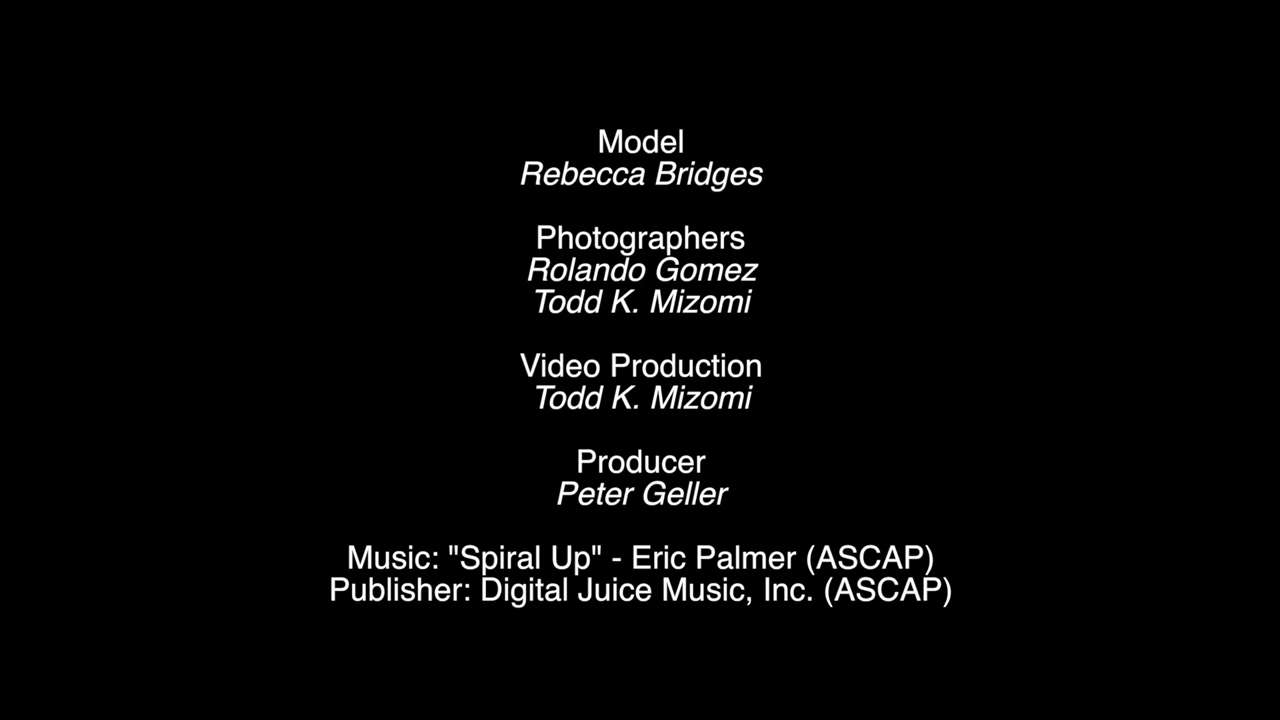 Model
Rebecca Bridges
Photographers
Rolando Gomez
Todd K. Mizomi
Video Production
Todd K. Mizomi
Producer
Peter Geller
Music: "Spiral Up" - Eric Palmer (ASCAP)
Publisher: Digital Juice Music, Inc. (ASCAP)